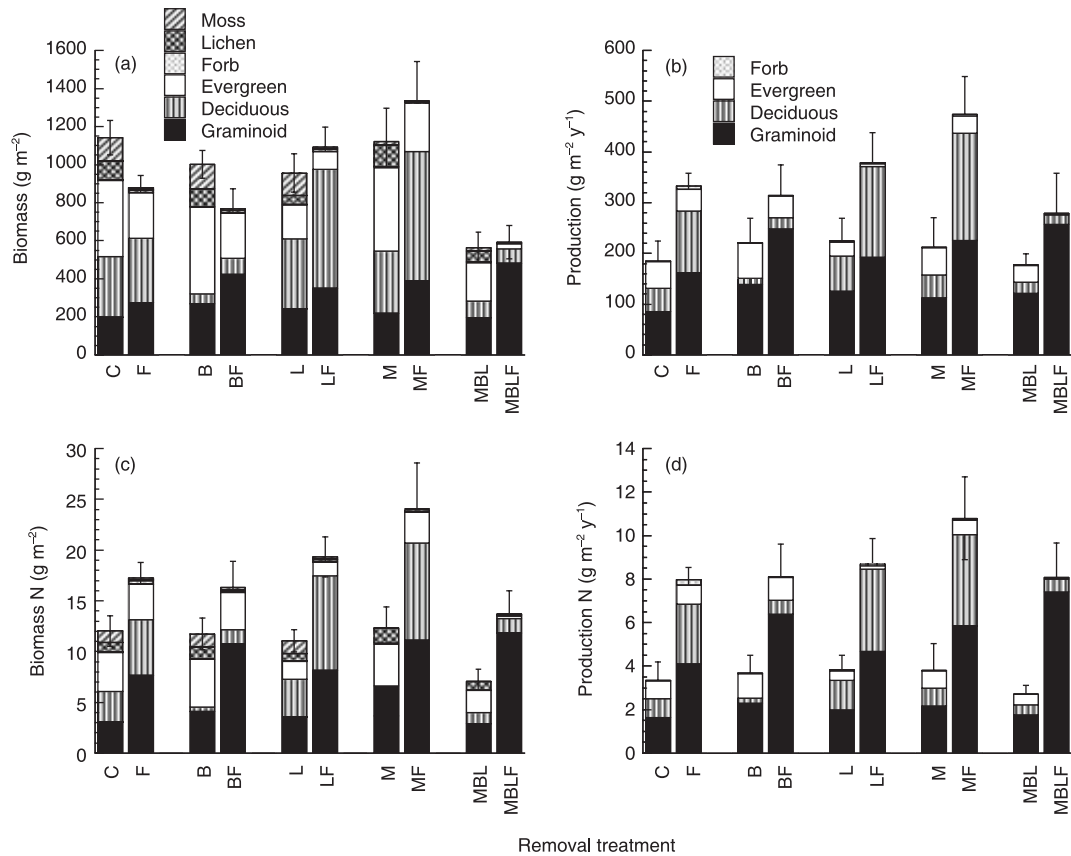 Moss
Lichen
Forb
Evergreen
Deciduous
Graminoid
(a)
Biomass (g m⁻²)
1600
1400
1200
1000
800
600
400
200
0
C F B BF L LF M MF MBL MBLF
Forb
Evergreen
Deciduous
Graminoid
(b)
Production (g m⁻² y⁻¹)
600
500
400
300
200
100
0
C F B BF L LF M MF MBL MBLF
(c)
Biomass N (g m⁻²)
30
25
20
15
10
5
0
C F B BF L LF M MF MBL MBLF
(d)
Production N (g m⁻² y⁻¹)
14
12
10
8
6
4
2
0
C F B BF L LF M MF MBL MBLF
Removal treatment